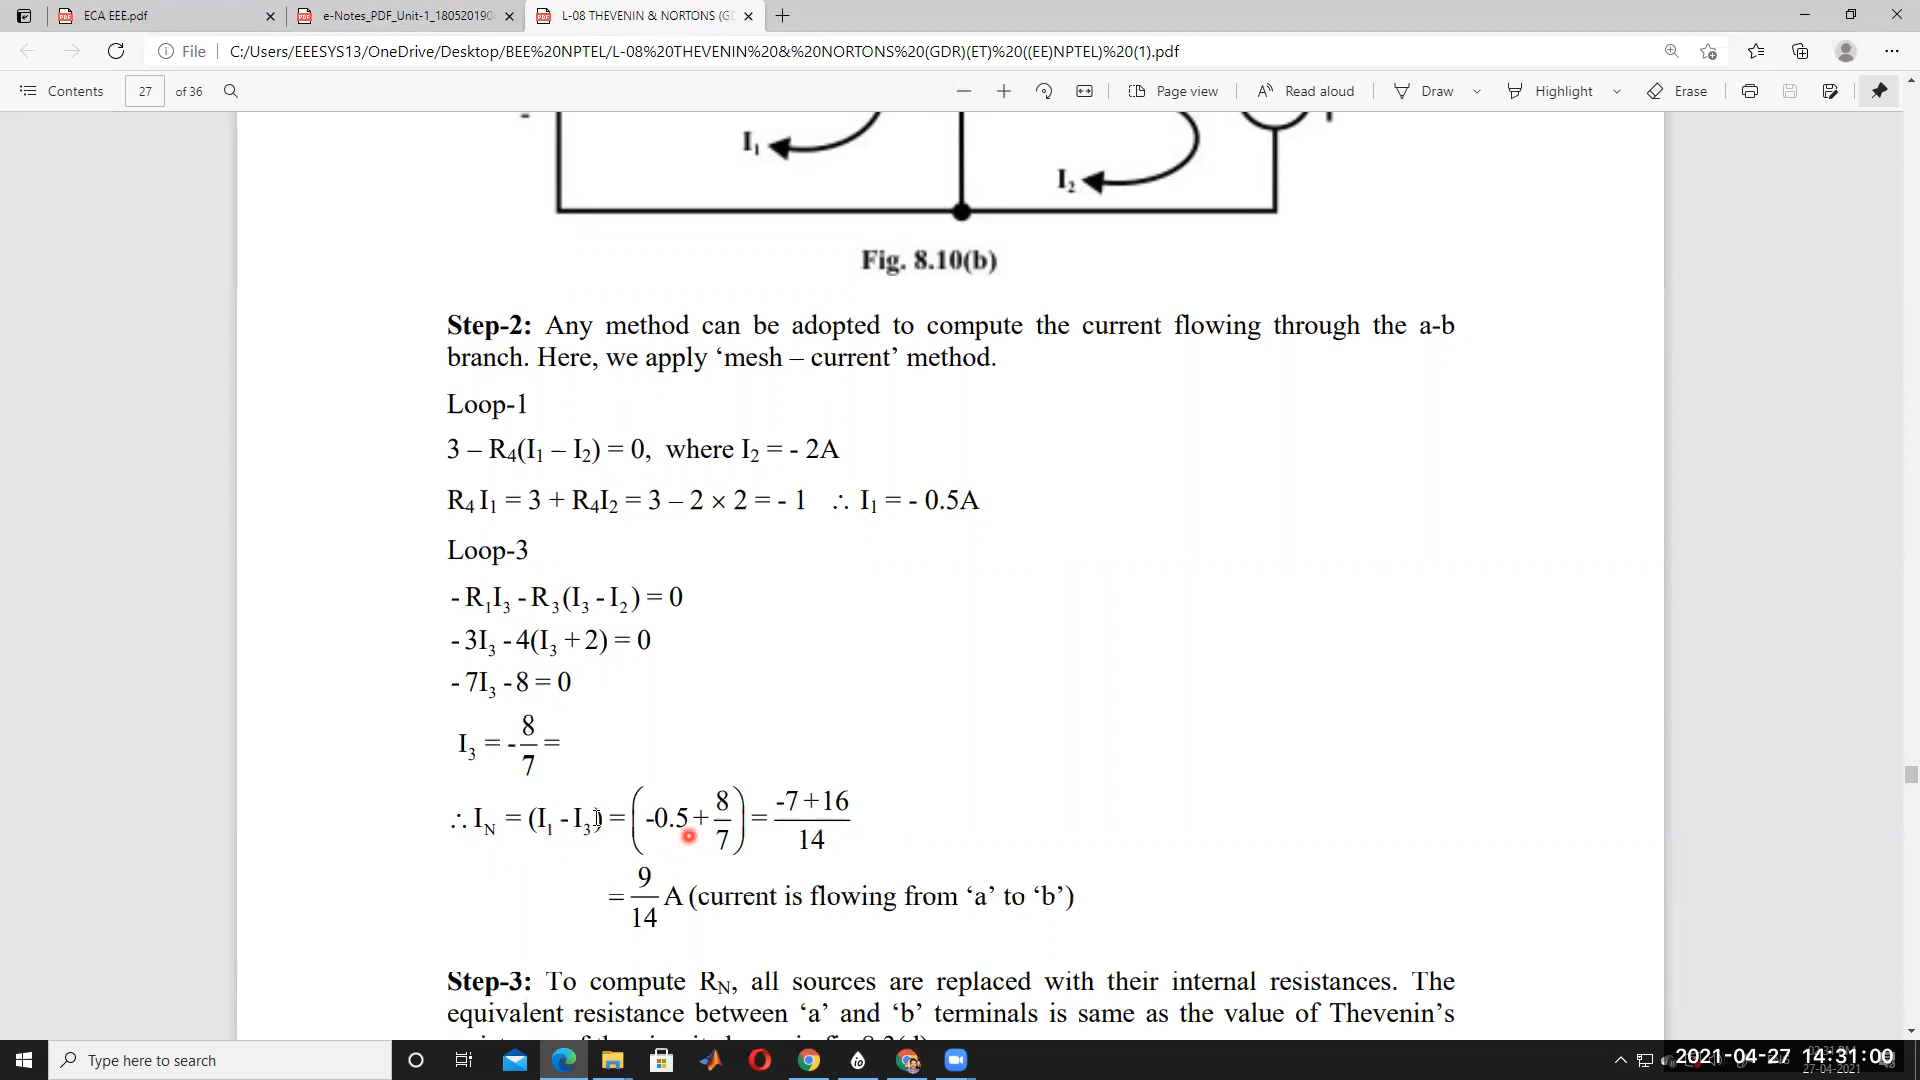 ECA EEE.pdf
e-Notes_PDF_Unit-1_180520190
L-08 THEVENIN & NORTONS (GD
File
C:/Users/EEESYS13/OneDrive/Desktop/BEE%20NPTEL/L-08%20THEVENIN%20&%20NORTONS%20(GDR)(ET)%20((EE)NPTEL)%20(1).pdf
Contents 27 of 36 Page view Read aloud Draw Highlight Erase
I₁
I₂
Fig. 8.10(b)
Step-2: Any method can be adopted to compute the current flowing through the a-b
branch. Here, we apply ‘mesh – current’ method.
Loop-1
3 – R₄(I₁ – I₂) = 0, where I₂ = - 2A
R₄ I₁ = 3 + R₄I₂ = 3 – 2 × 2 = - 1 ∴ I₁ = - 0.5A
Loop-3
- R₁I₃ - R₃(I₃ - I₂) = 0
- 3I₃ - 4(I₃ + 2) = 0
- 7I₃ - 8 = 0
I₃ = - 8/7 =
∴ I_N = (I₁ - I₃) = (-0.5 + 8/7) = (-7 + 16)/14
= 9/14 A (current is flowing from ‘a’ to ‘b’)
Step-3: To compute R_N, all sources are replaced with their internal resistances. The
equivalent resistance between ‘a’ and ‘b’ terminals is same as the value of Thevenin’s
Type here to search
2021-04-27 14:31:00
27-04-2021